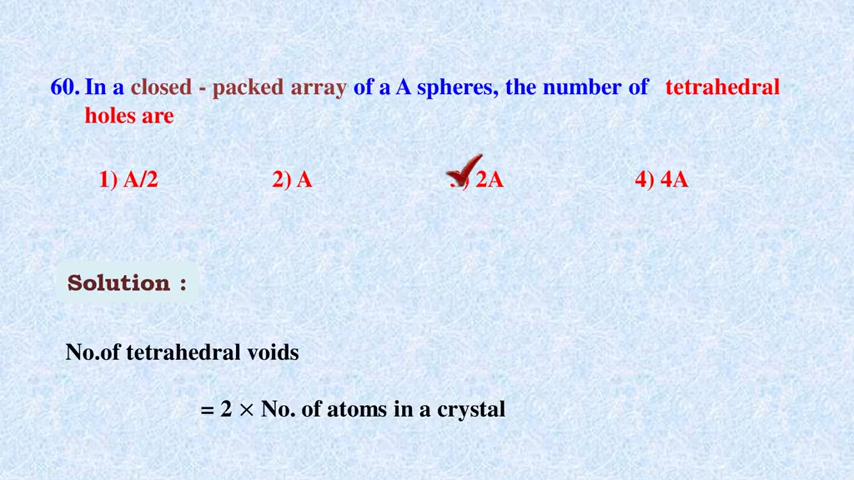 60. In a closed - packed array of a A spheres, the number of tetrahedral
holes are
1) A/2 2) A 3) 2A 4) 4A
Solution :
No.of tetrahedral voids
= 2 × No. of atoms in a crystal